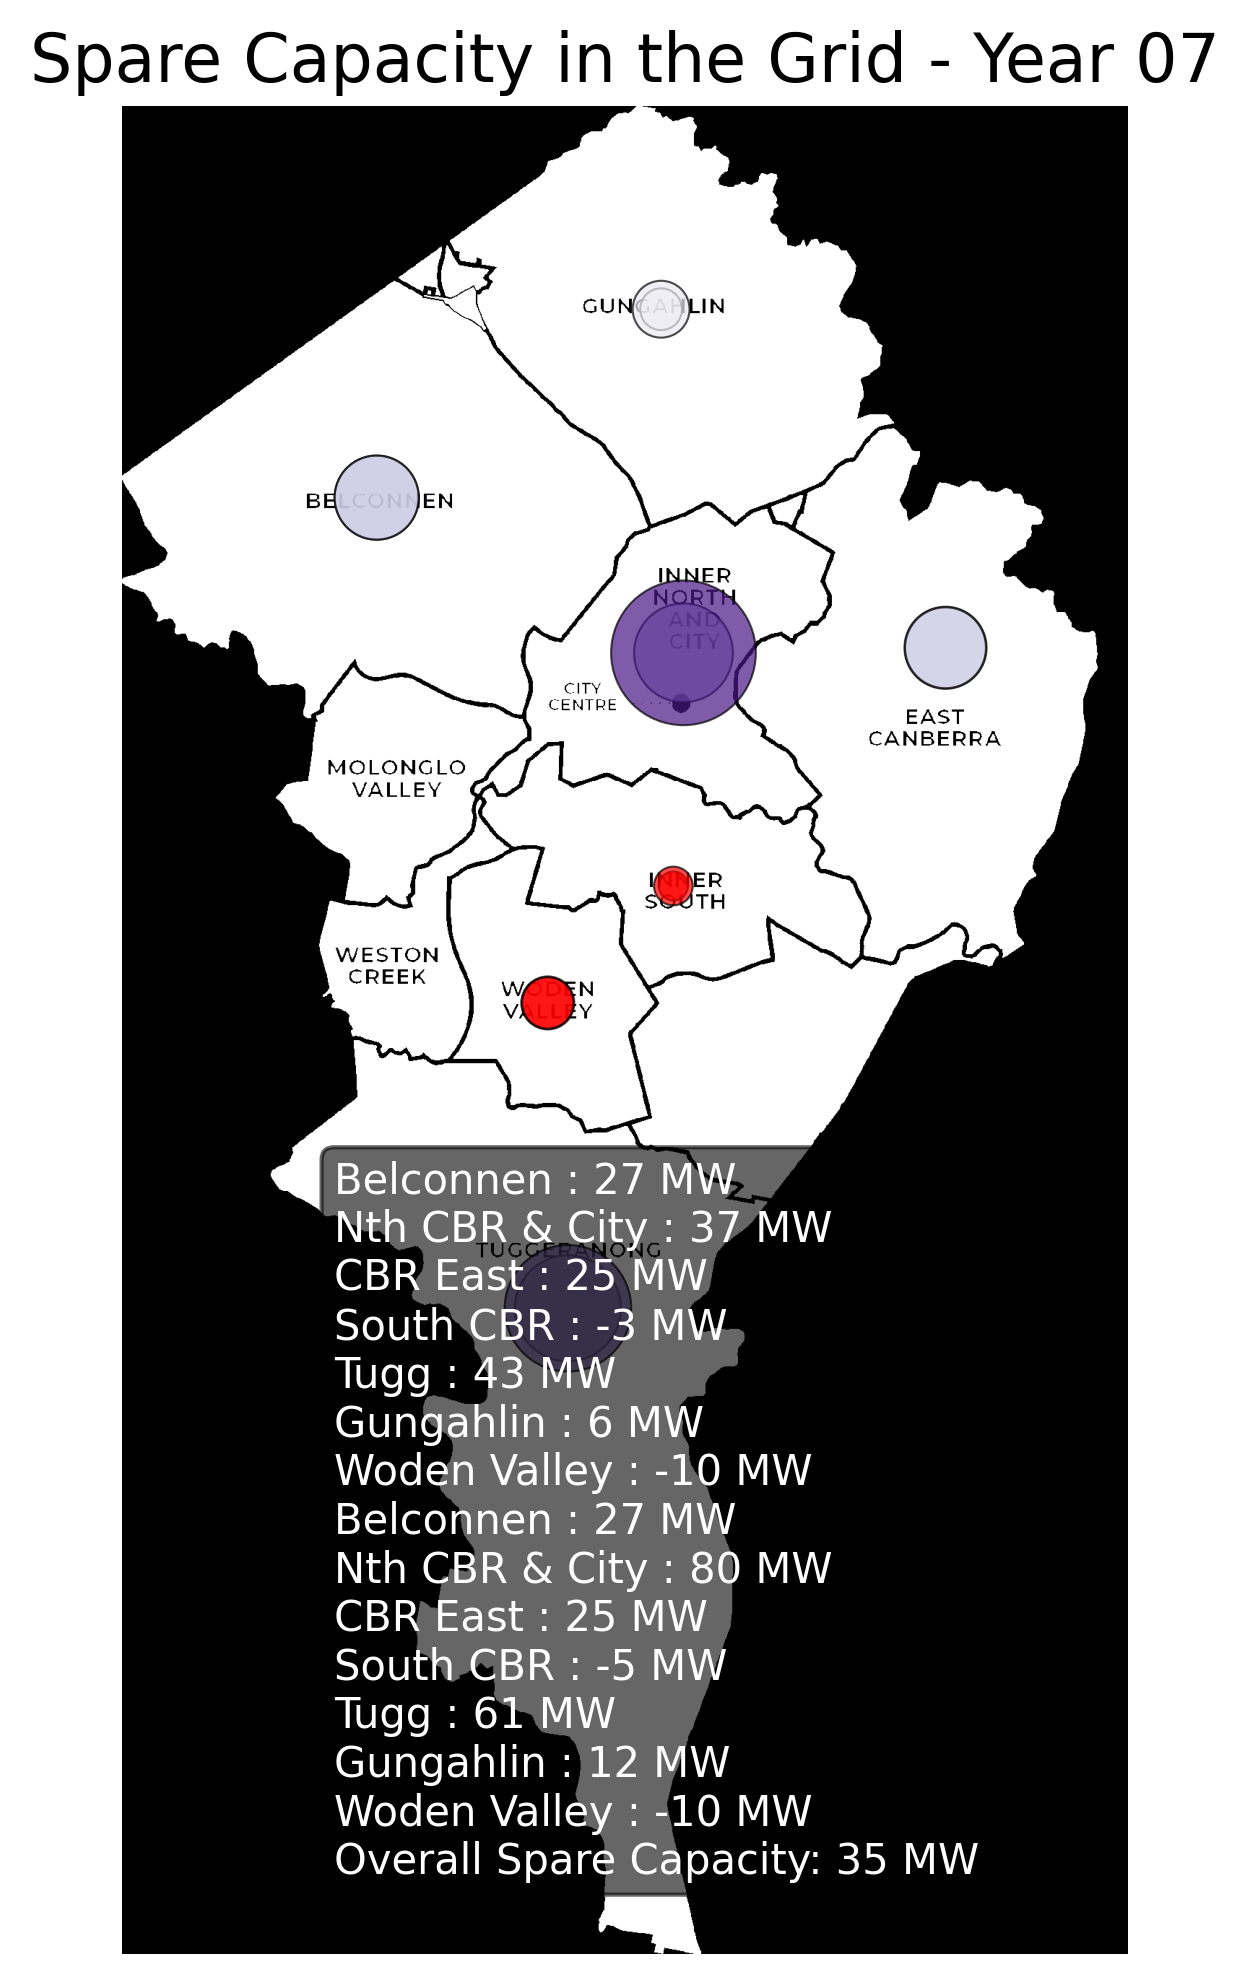 Spare Capacity in the Grid - Year 07
GUNGAHLIN
BELCONNEN
INNER
NORTH
AND
CITY
CITY
CENTRE
EAST
CANBERRA
MOLONGLO
VALLEY
INNER
SOUTH
WESTON
CREEK
WODEN
VALLEY
Belconnen : 27 MW
Nth CBR & City : 37 MW
TUGGERANONG
CBR East : 25 MW
South CBR : -3 MW
Tugg : 43 MW
Gungahlin : 6 MW
Woden Valley : -10 MW
Belconnen : 27 MW
Nth CBR & City : 80 MW
CBR East : 25 MW
South CBR : -5 MW
Tugg : 61 MW
Gungahlin : 12 MW
Woden Valley : -10 MW
Overall Spare Capacity: 35 MW